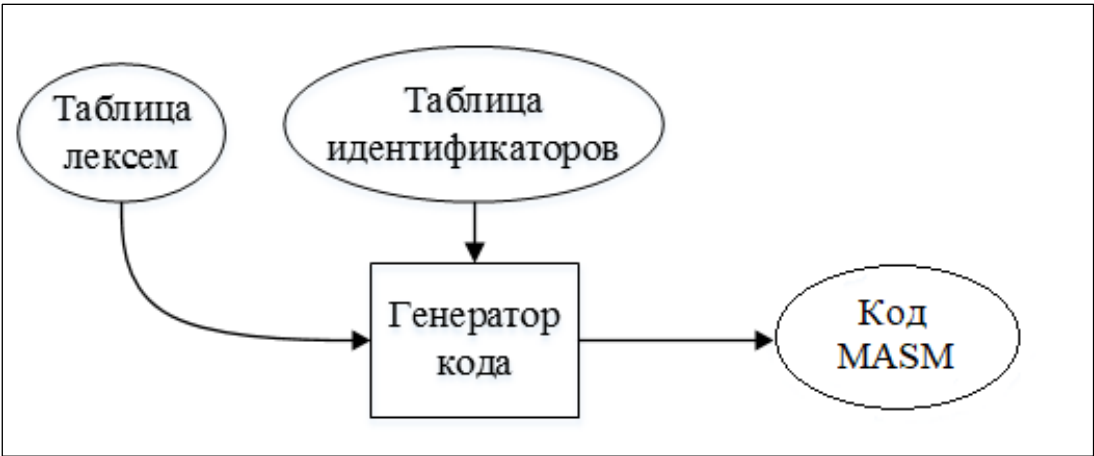 Таблица
лексем
Таблица
идентификаторов
Генератор
кода
Код
MASM